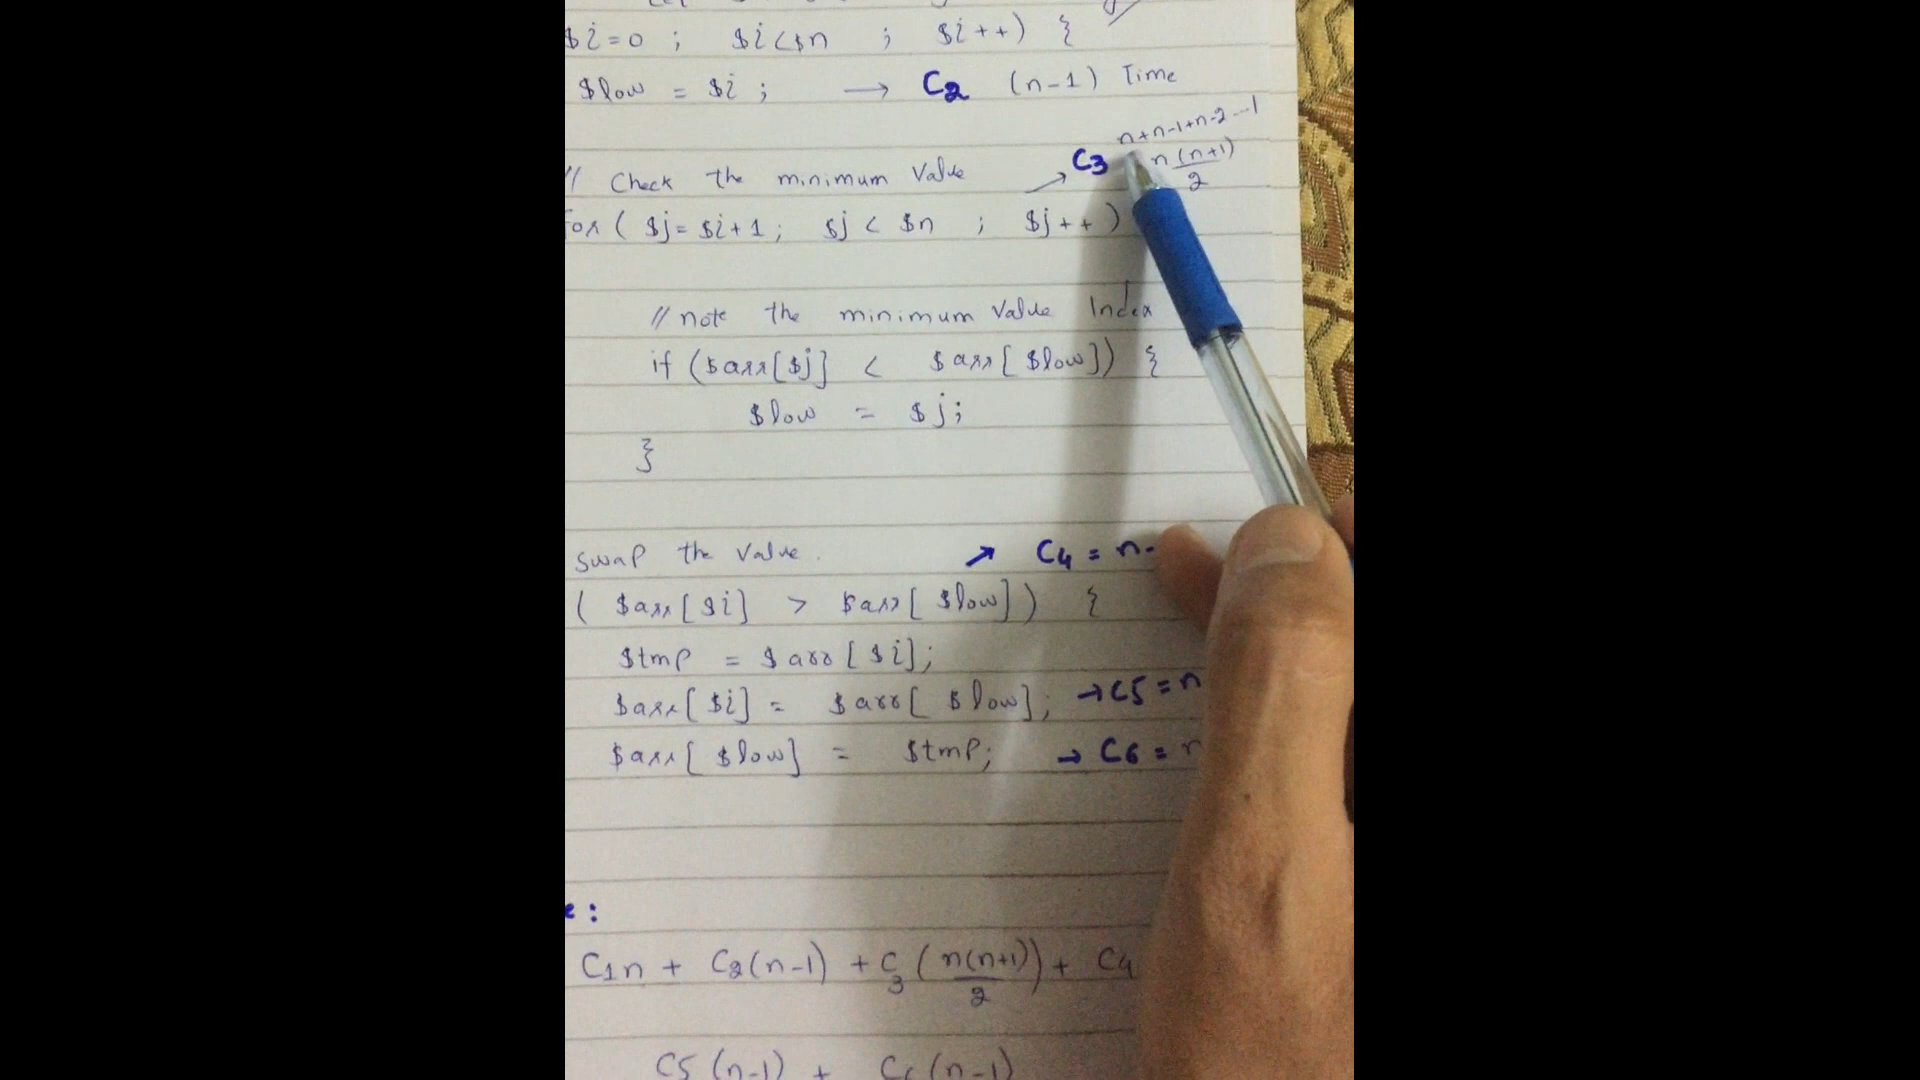 $i=0 ; $i<$n ; $i++) {
$low = $i ; → C2 (n-1) Time
n+n-1+n-2---1
// Check the minimum Value → C3 n(n+1)/2
For ( $j=$i+1; $j < $n ; $j++)
// note the minimum Value Index
if ($arr[$j] < $arr[$low]) {
$low = $j;
}
Swap the Value. → C4 = n-
( $arr[$i] > $arr[$low]) {
$tmp = $arr[$i];
$arr[$i] = $arr[$low]; → C5 = n
$arr[$low] = $tmp; → C6 = n
e:
C1n + C2(n-1) + C3 (n(n+1)/2) + C4
C5 (n-1) + C6 (n-1)